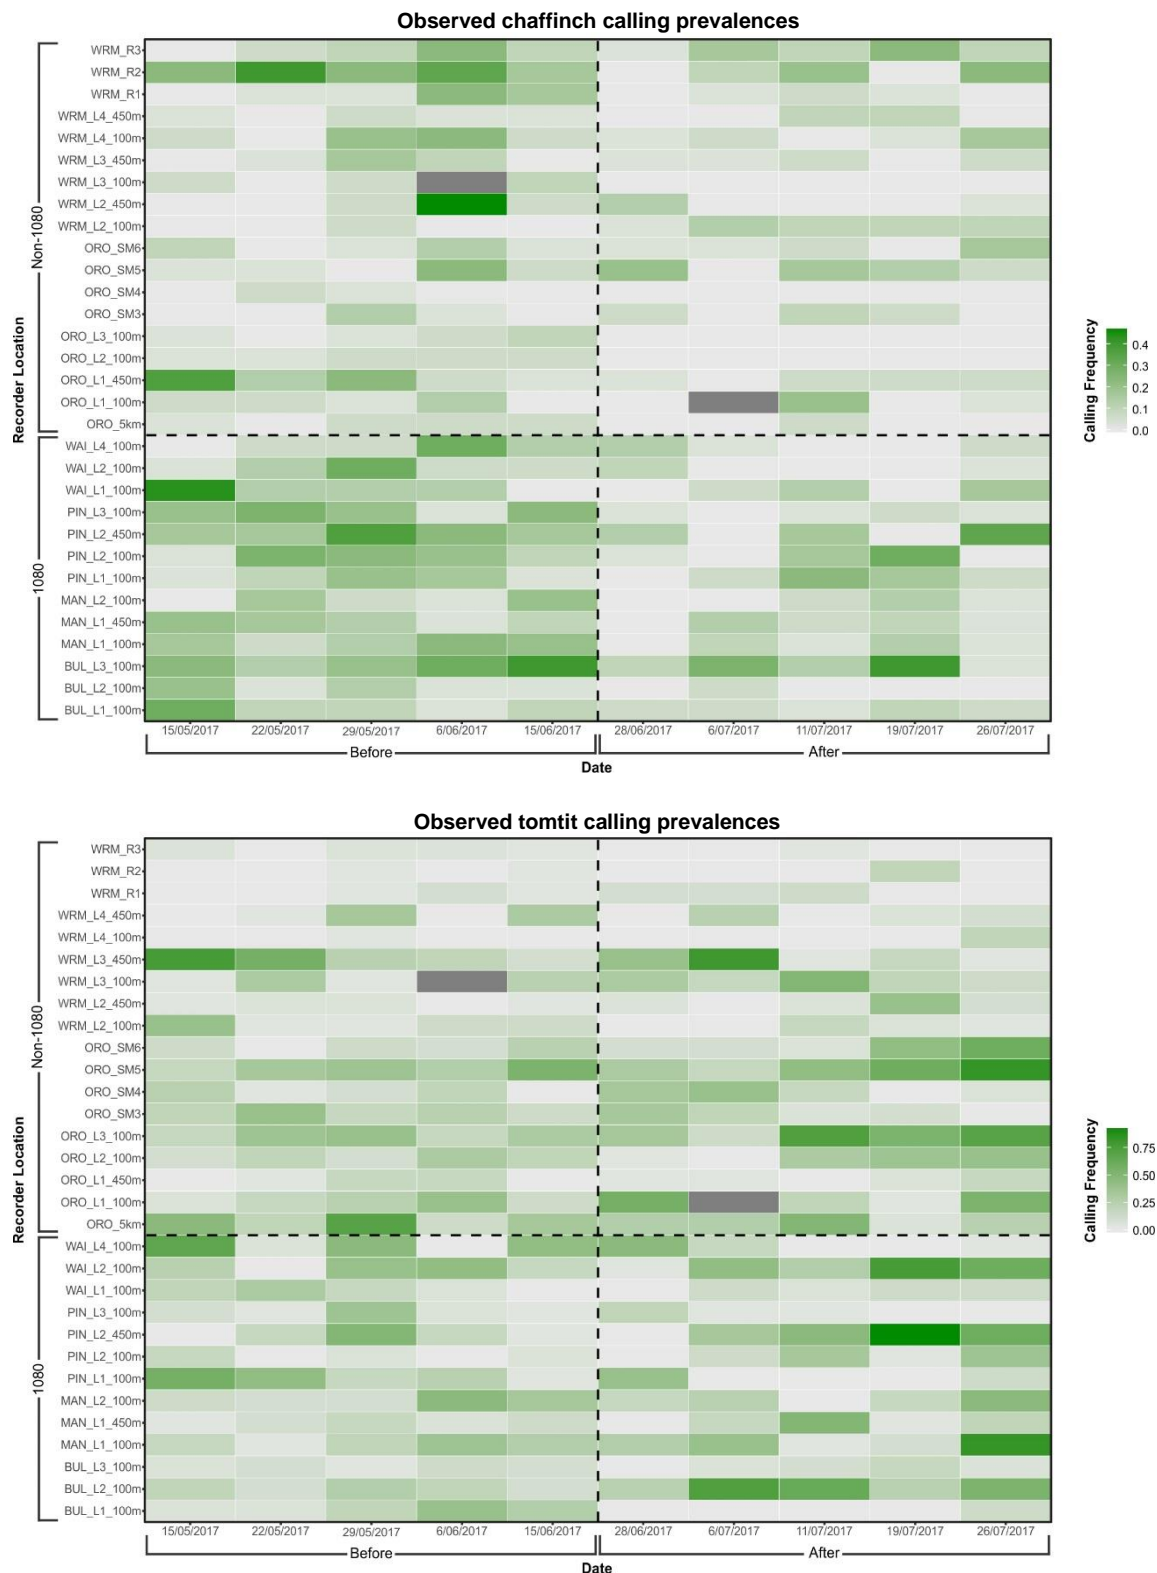 Observed chaffinch calling prevalences
WRM_R3
WRM_R2
WRM_R1
WRM_L4_450m
WRM_L4_100m
WRM_L3_450m
WRM_L3_100m
WRM_L2_450m
WRM_L2_100m
ORO_SM6
ORO_SM5
ORO_SM4
ORO_SM3
ORO_L3_100m
ORO_L2_100m
ORO_L1_450m
ORO_L1_100m
ORO_5km
WAI_L4_100m
WAI_L2_100m
WAI_L1_100m
PIN_L3_100m
PIN_L2_450m
PIN_L2_100m
PIN_L1_100m
MAN_L2_100m
MAN_L1_450m
MAN_L1_100m
BUL_L3_100m
BUL_L2_100m
BUL_L1_100m
Non-1080
1080
Recorder Location
15/05/2017 22/05/2017 29/05/2017 6/06/2017 15/06/2017 28/06/2017 6/07/2017 11/07/2017 19/07/2017 26/07/2017
Before After
Date
Calling Frequency
0.4
0.3
0.2
0.1
0.0
Observed tomtit calling prevalences
WRM_R3
WRM_R2
WRM_R1
WRM_L4_450m
WRM_L4_100m
WRM_L3_450m
WRM_L3_100m
WRM_L2_450m
WRM_L2_100m
ORO_SM6
ORO_SM5
ORO_SM4
ORO_SM3
ORO_L3_100m
ORO_L2_100m
ORO_L1_450m
ORO_L1_100m
ORO_5km
WAI_L4_100m
WAI_L2_100m
WAI_L1_100m
PIN_L3_100m
PIN_L2_450m
PIN_L2_100m
PIN_L1_100m
MAN_L2_100m
MAN_L1_450m
MAN_L1_100m
BUL_L3_100m
BUL_L2_100m
BUL_L1_100m
Non-1080
1080
Recorder Location
15/05/2017 22/05/2017 29/05/2017 6/06/2017 15/06/2017 28/06/2017 6/07/2017 11/07/2017 19/07/2017 26/07/2017
Before After
Date
Calling Frequency
0.75
0.50
0.25
0.00